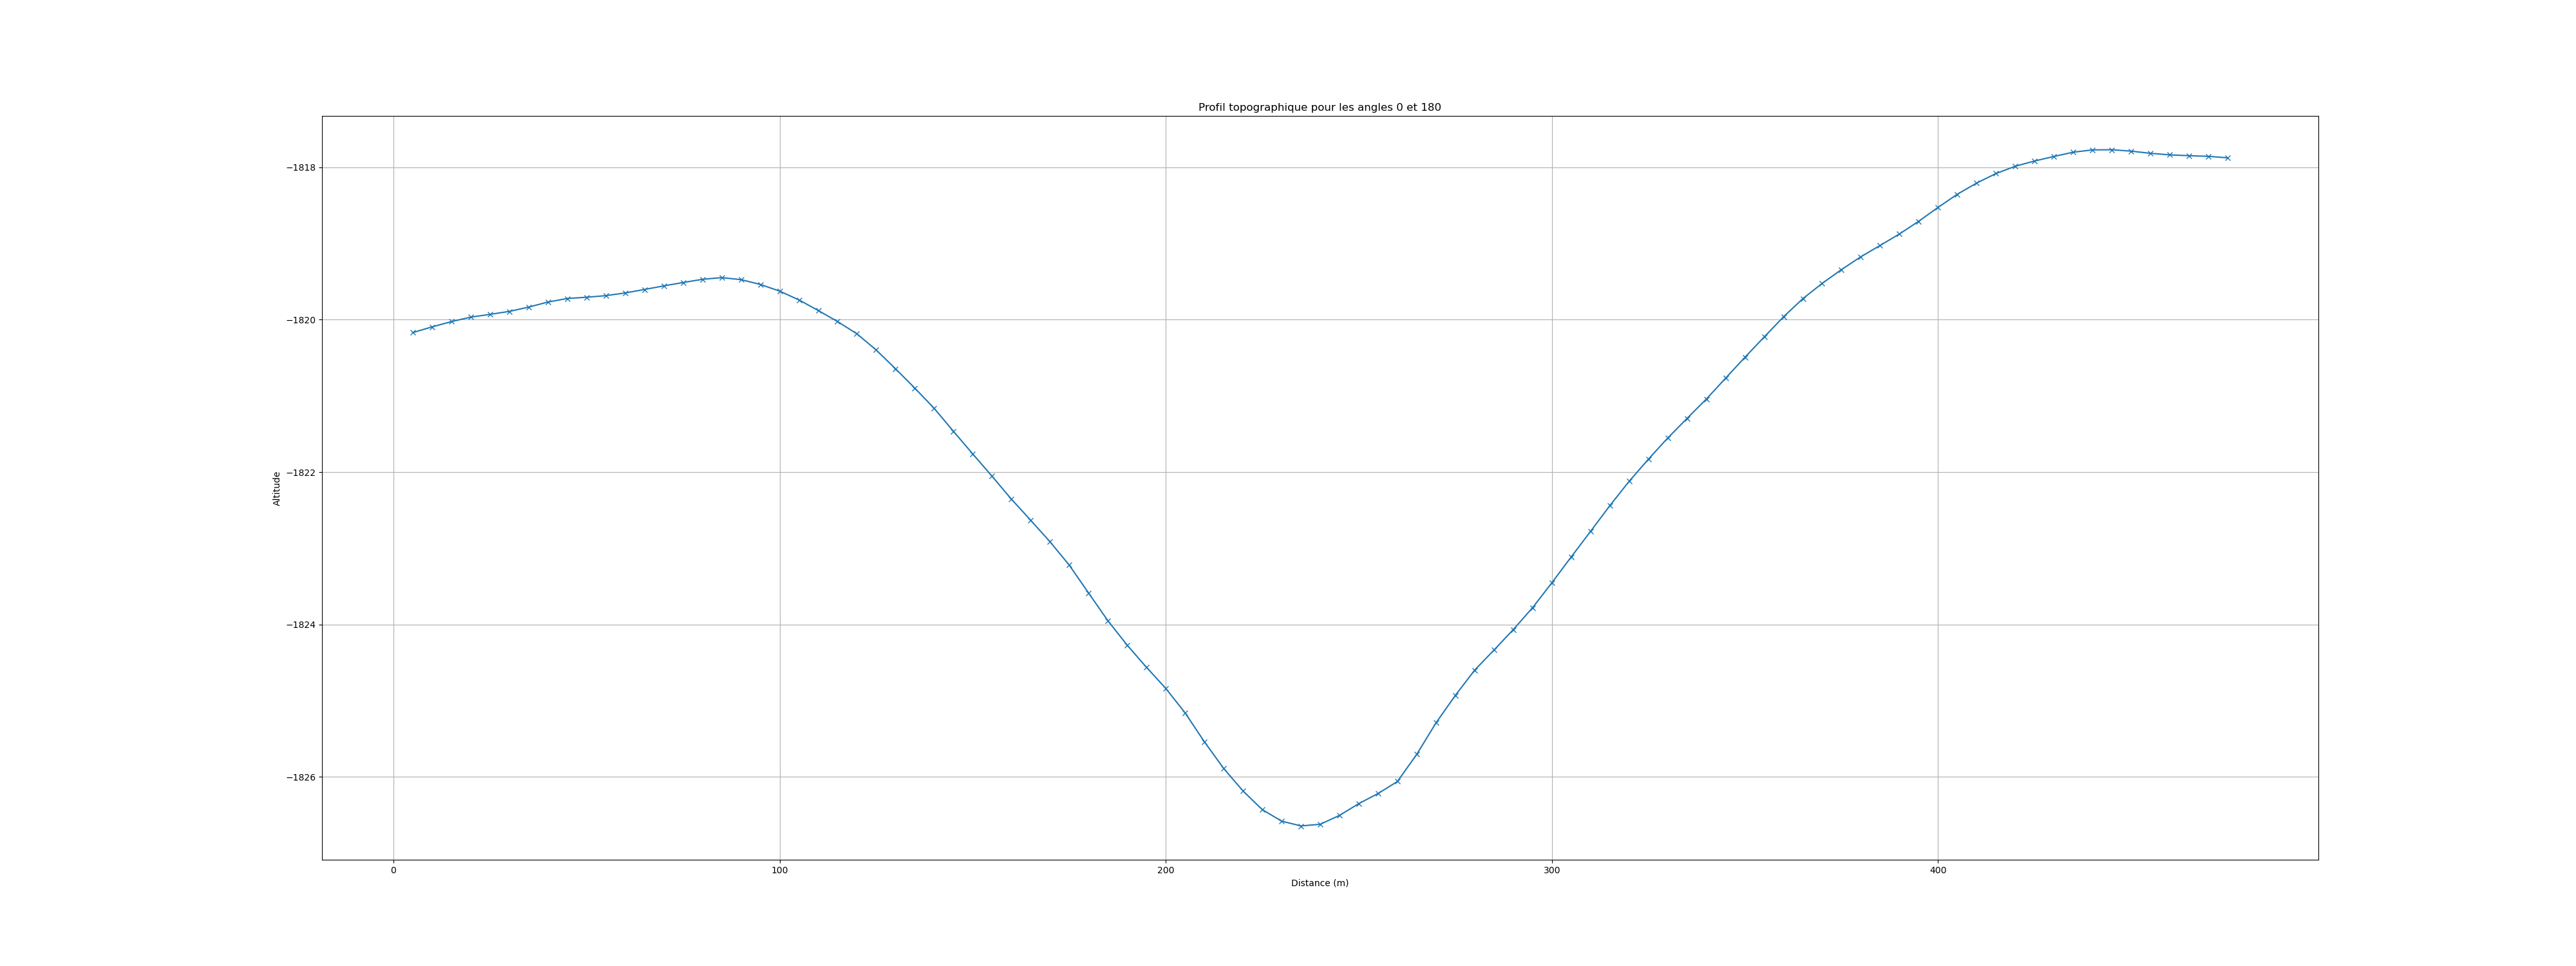 Profil topographique pour les angles 0 et 180
Altitude
−1818
−1820
−1822
−1824
−1826
0 100 200 300 400
Distance (m)